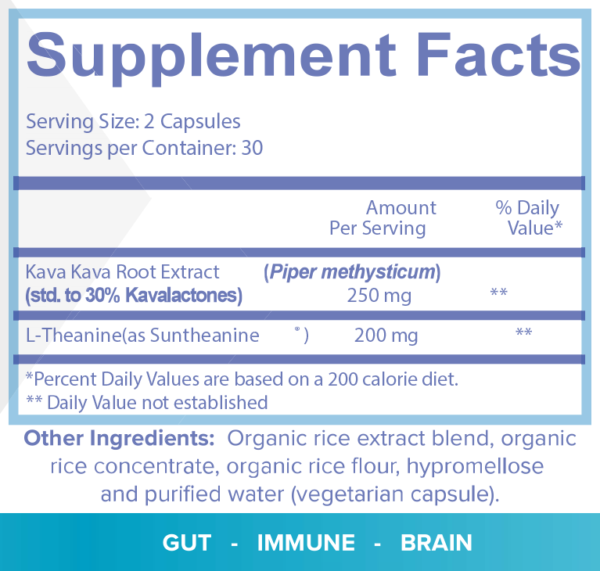 Supplement Facts
Serving Size: 2 Capsules
Servings per Container: 30
Amount Per Serving
% Daily Value*
Kava Kava Root Extract (Piper methysticum)
(std. to 30% Kavalactones) 250 mg **
L-Theanine(as Suntheanine ®) 200 mg **
*Percent Daily Values are based on a 200 calorie diet.
** Daily Value not established
Other Ingredients: Organic rice extract blend, organic
rice concentrate, organic rice flour, hypromellose
and purified water (vegetarian capsule).
GUT - IMMUNE - BRAIN